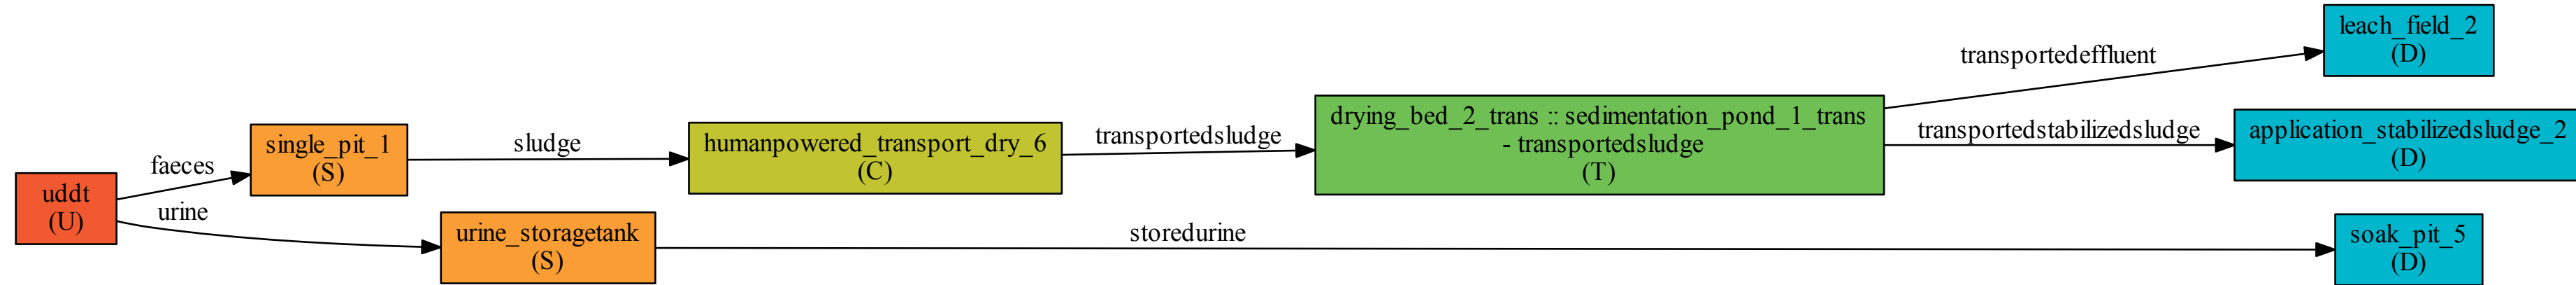 uddt
(U)
faeces
urine
single_pit_1
(S)
urine_storagetank
(S)
sludge
storedurine
humanpowered_transport_dry_6
(C)
transportedsludge
drying_bed_2_trans :: sedimentation_pond_1_trans
- transportedsludge
(T)
transportedeffluent
transportedstabilizedsludge
leach_field_2
(D)
application_stabilizedsludge_2
(D)
soak_pit_5
(D)